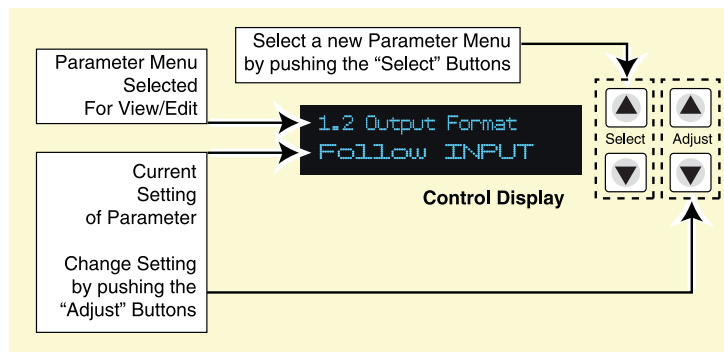 Select a new Parameter Menu
by pushing the “Select” Buttons
Parameter Menu
Selected
For View/Edit
1.2 Output Format
Follow INPUT
Select
Adjust
Control Display
Current
Setting
of Parameter
Change Setting
by pushing the
“Adjust” Buttons